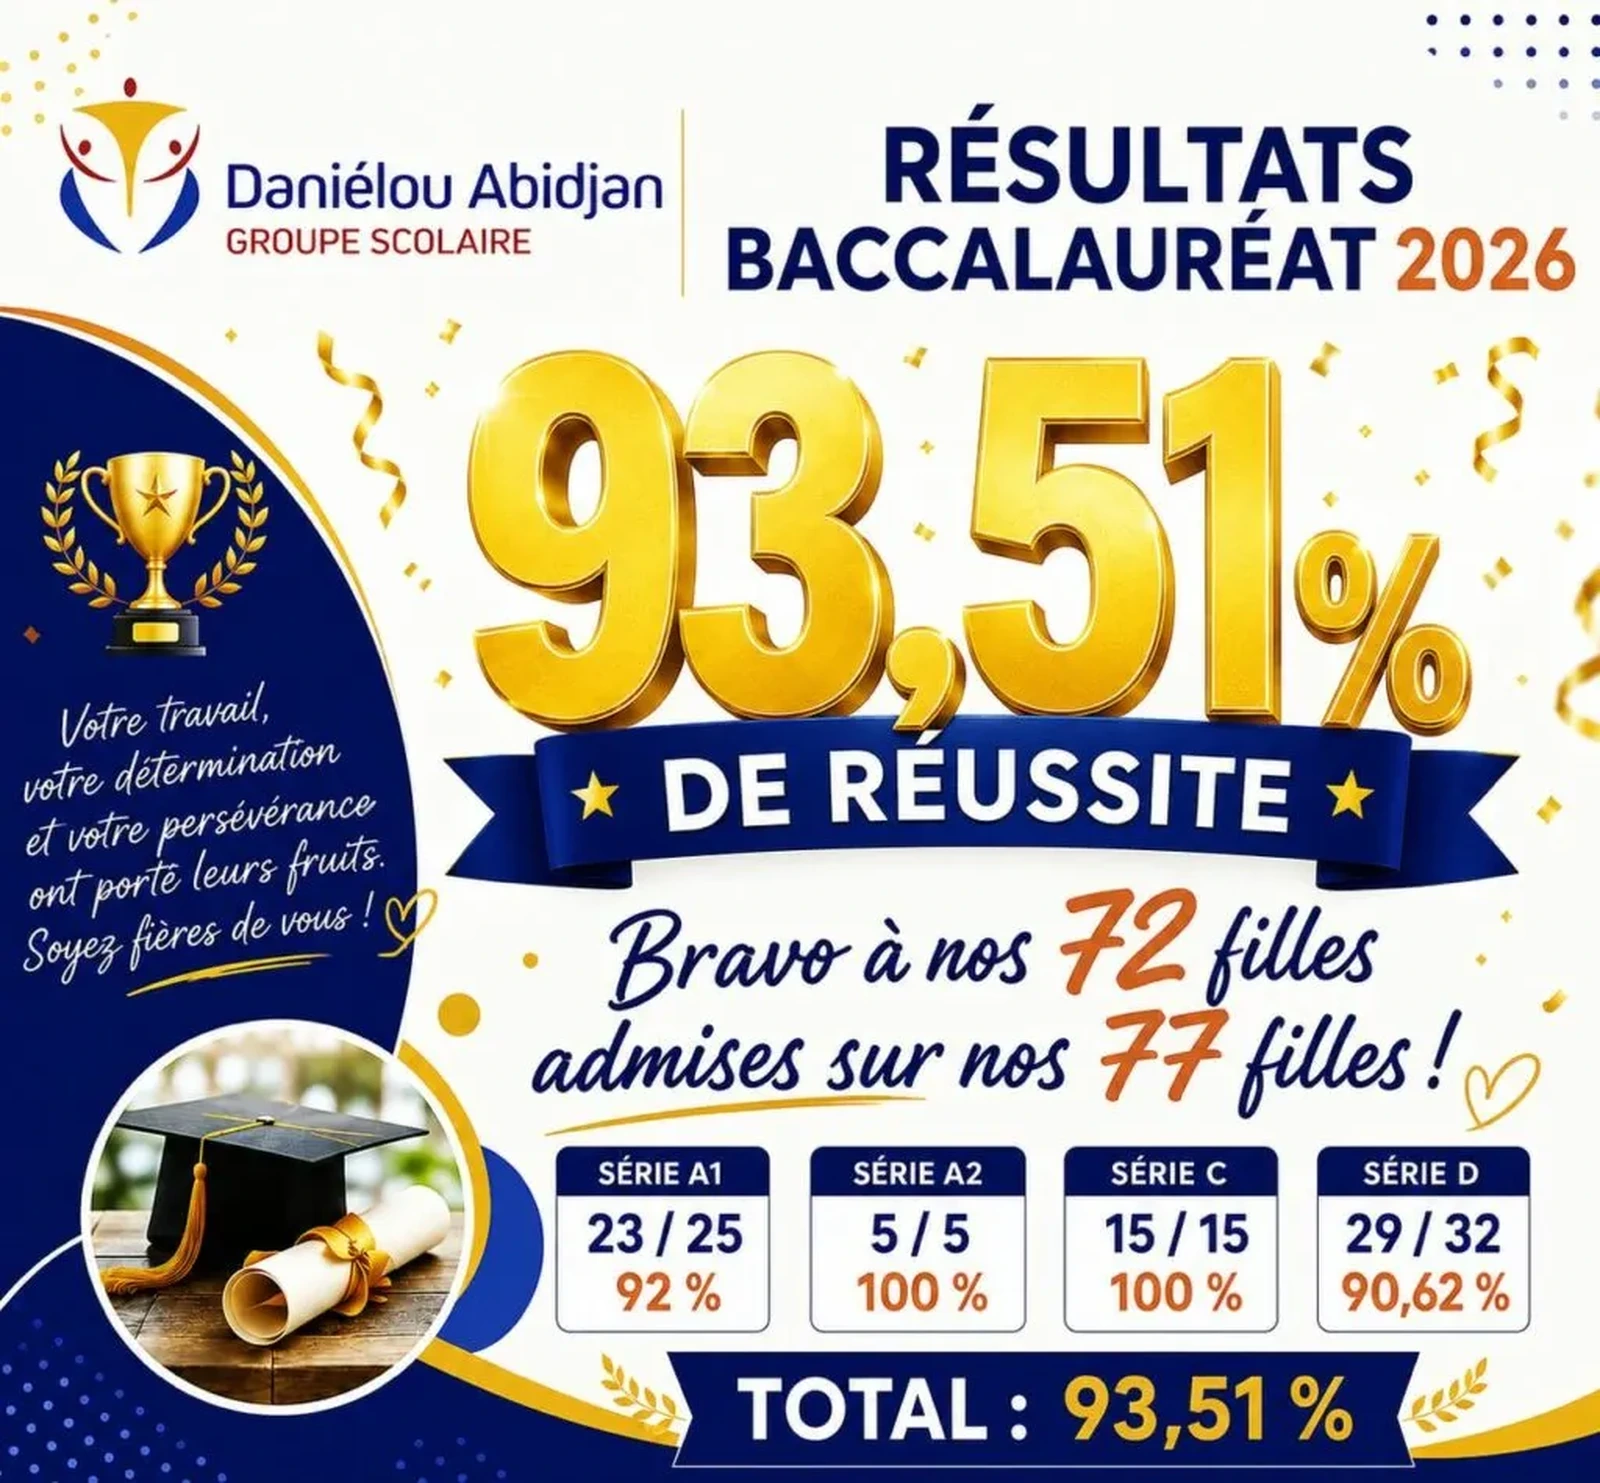 Daniélou Abidjan
GROUPE SCOLAIRE
RÉSULTATS
BACCALAURÉAT 2026
93,51%
DE RÉUSSITE
Votre travail,
votre détermination
et votre persévérance
ont porté leurs fruits.
Soyez fières de vous !
Bravo à nos 72 filles
admises sur nos 77 filles !
SÉRIE A1
23 / 25
92 %
SÉRIE A2
5 / 5
100 %
SÉRIE C
15 / 15
100 %
SÉRIE D
29 / 32
90,62 %
TOTAL : 93,51 %